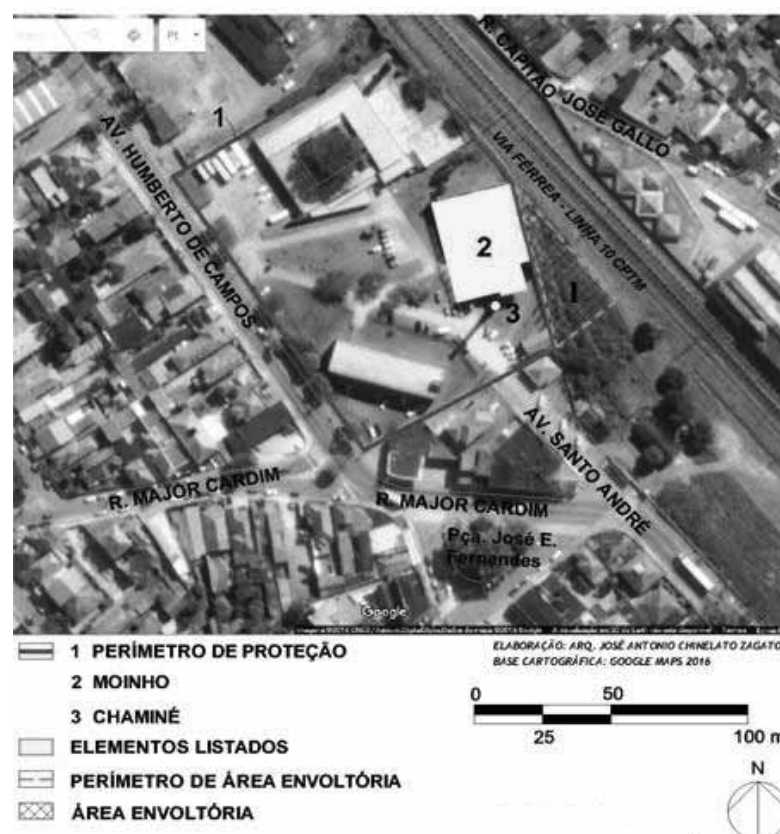 Pt
R. CAPITÃO JOSÉ GALLO
1
AV. HUMBERTO DE CAMPOS
VIA FÉRREA - LINHA 10 CPTM
2
1
3
AV. SANTO ANDRÉ
R. MAJOR CARDIM
R. MAJOR CARDIM
Pça. José E.
Fernandes
Google
1 PERÍMETRO DE PROTEÇÃO
2 MOINHO
3 CHAMINÉ
ELEMENTOS LISTADOS
PERÍMETRO DE ÁREA ENVOLTÓRIA
ÁREA ENVOLTÓRIA
ELABORAÇÃO: ARQ. JOSÉ ANTONIO CHINELATO ZAGATO
BASE CARTOGRÁFICA: GOOGLE MAPS 2016
0 50
25 100 m
N